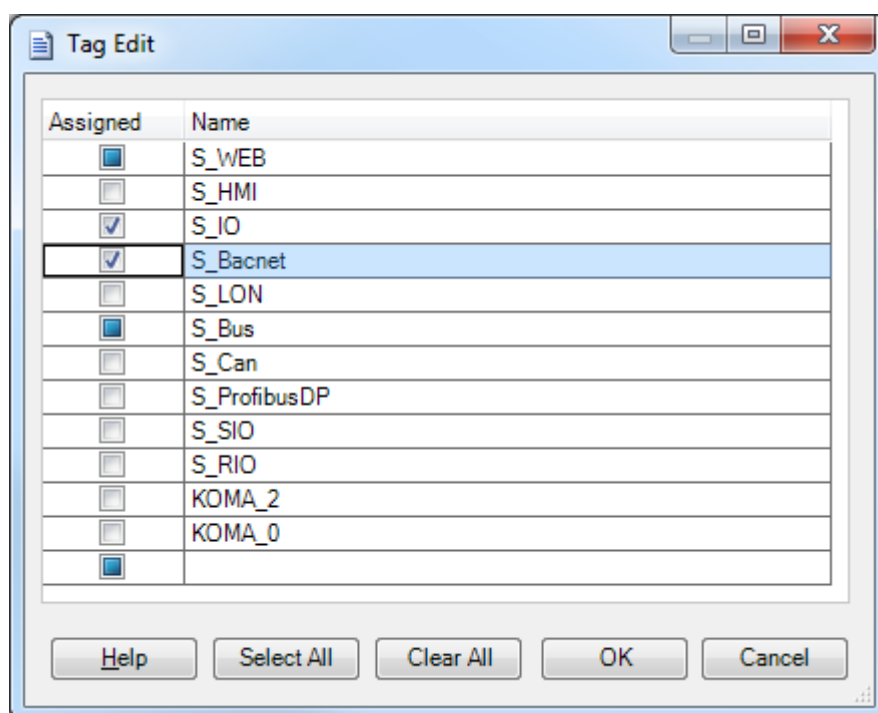 Tag Edit
Assigned Name
S_WEB
S_HMI
S_IO
S_Bacnet
S_LON
S_Bus
S_Can
S_ProfibusDP
S_SIO
S_RIO
KOMA_2
KOMA_0
Help Select All Clear All OK Cancel